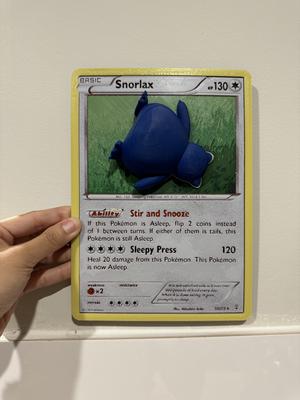 BASIC
Snorlax
HP130
Ability
Stir and Snooze
If this Pokémon is Asleep, flip 2 coins instead
of 1 between turns. If either of them is tails, this
Pokémon is still Asleep.
Sleepy Press 120
Heal 20 damage from this Pokémon. This Pokémon
is now Asleep.
weakness
×2
resistance
retreat